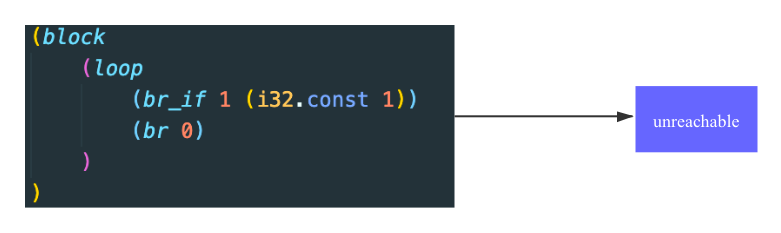 (block
(loop
(br_if 1 (i32.const 1))
(br 0)
)
)
unreachable